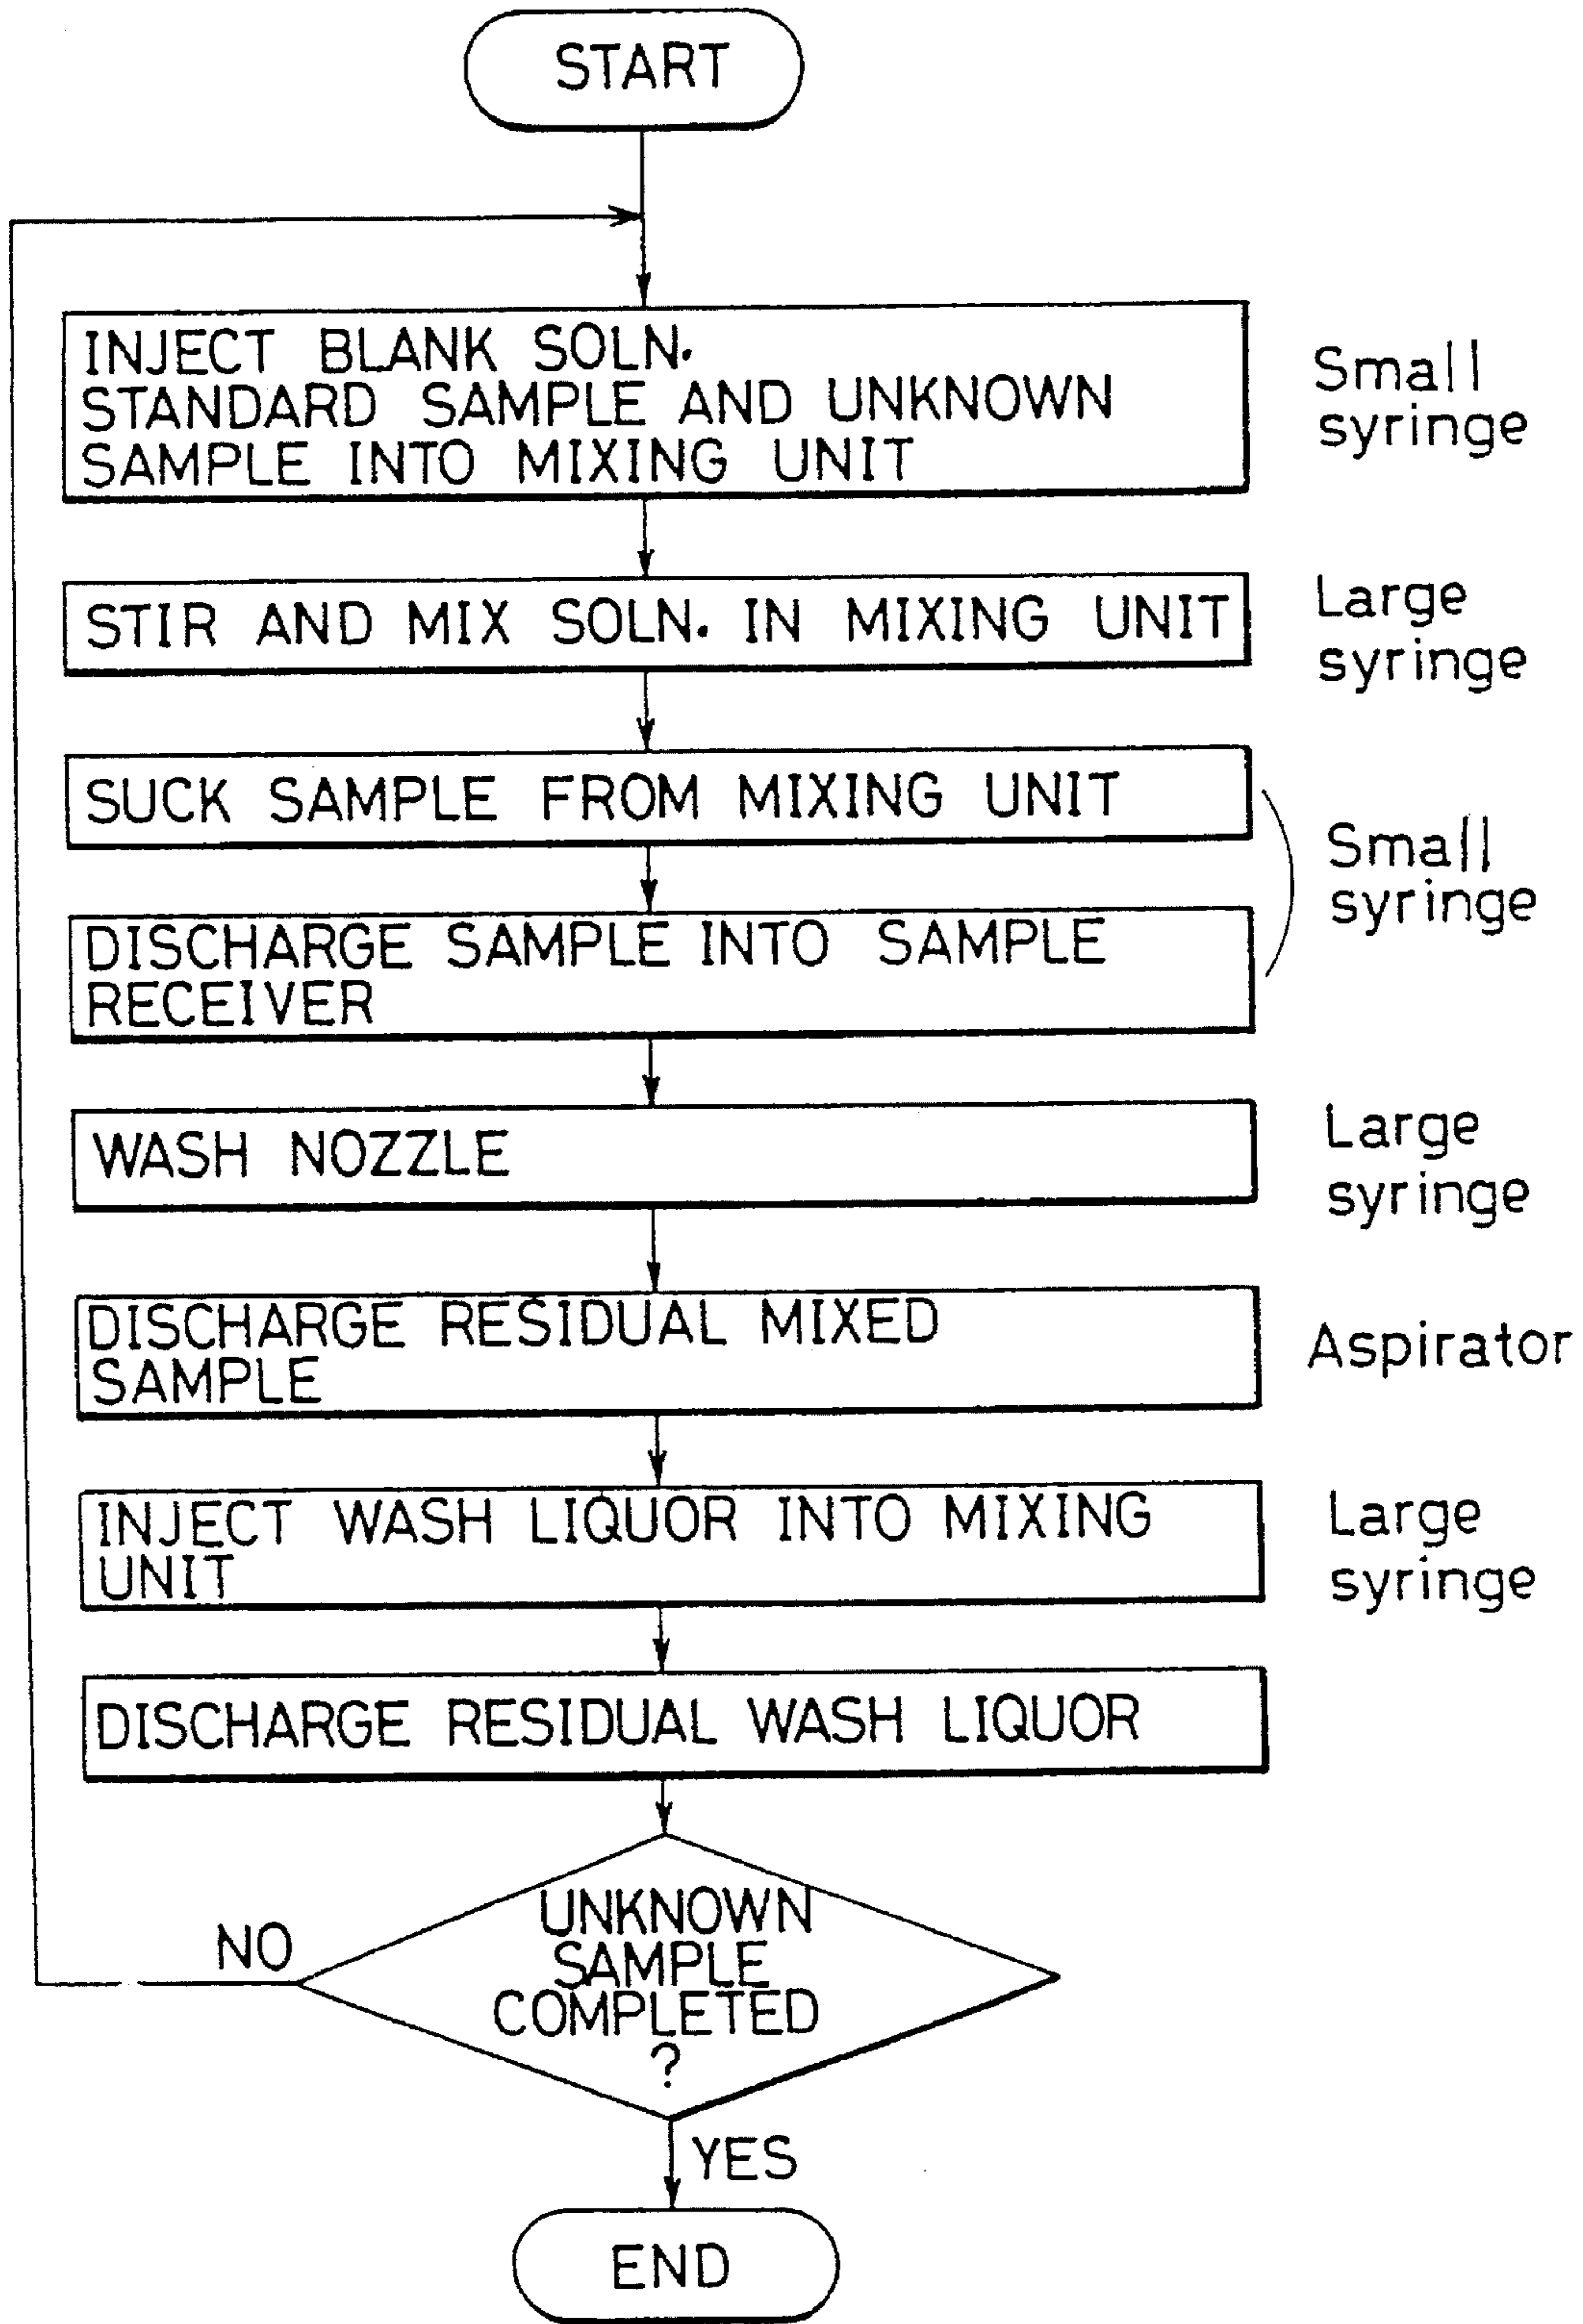 START
INJECT BLANK SOLN.
STANDARD SAMPLE AND UNKNOWN
SAMPLE INTO MIXING UNIT
Small
syringe
STIR AND MIX SOLN. IN MIXING UNIT
Large
syringe
SUCK SAMPLE FROM MIXING UNIT
Small
syringe
DISCHARGE SAMPLE INTO SAMPLE
RECEIVER
WASH NOZZLE
Large
syringe
DISCHARGE RESIDUAL MIXED
SAMPLE
Aspirator
INJECT WASH LIQUOR INTO MIXING
UNIT
Large
syringe
DISCHARGE RESIDUAL WASH LIQUOR
UNKNOWN
SAMPLE
COMPLETED
?
NO
YES
END